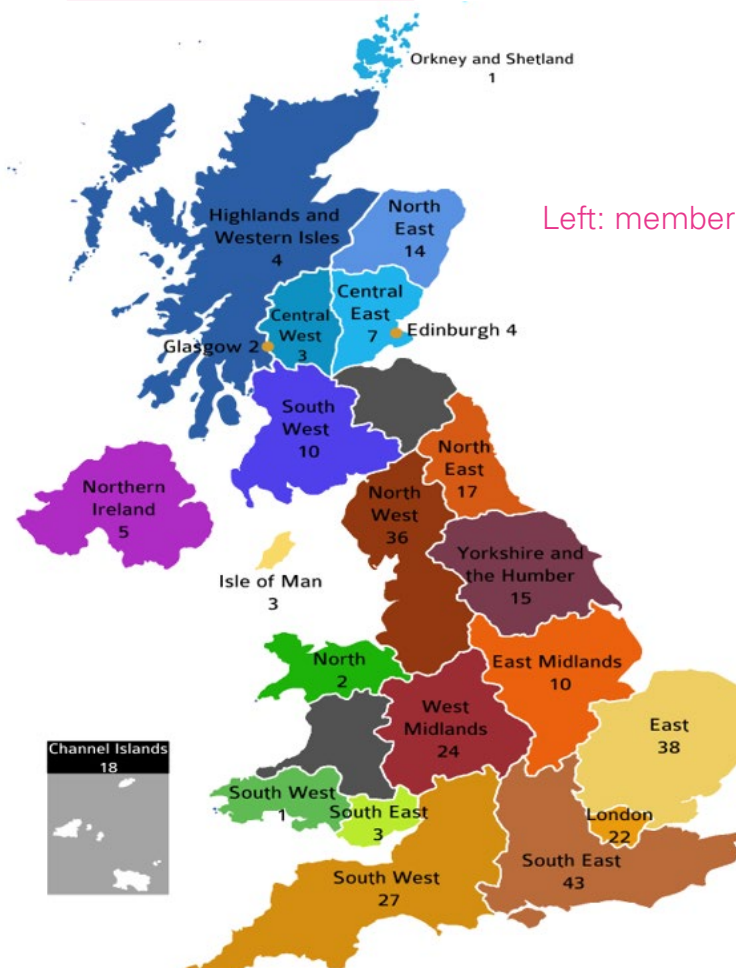 Orkney and Shetland
1
Left: member
Highlands and
Western Isles
4
North
East
14
Central
East
7
Central
West
3
Edinburgh 4
Glasgow 2
South
West
10
North
East
17
Northern
Ireland
5
North
West
36
Yorkshire and
the Humber
15
Isle of Man
3
North
2
East Midlands
10
West
Midlands
24
East
38
Channel Islands
18
South West
1
South East
3
London
22
South East
43
South West
27